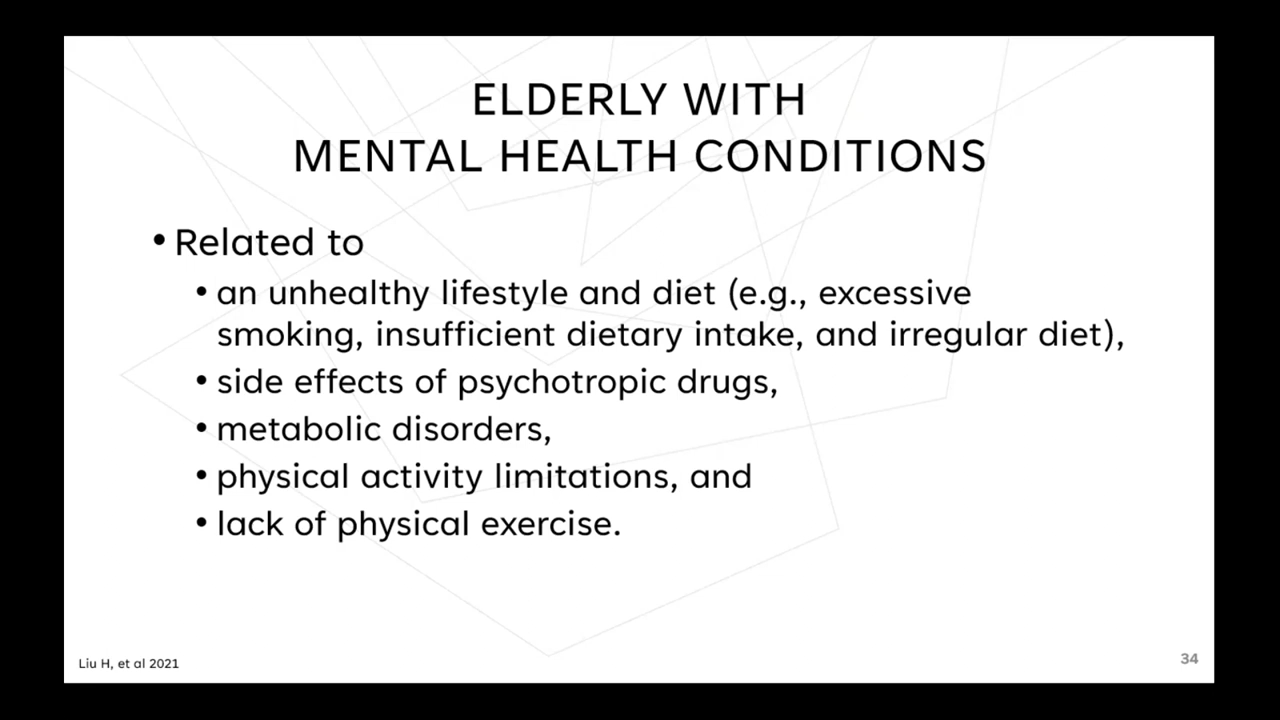 ELDERLY WITH
MENTAL HEALTH CONDITIONS
• Related to
• an unhealthy lifestyle and diet (e.g., excessive
smoking, insufficient dietary intake, and irregular diet),
• side effects of psychotropic drugs,
• metabolic disorders,
• physical activity limitations, and
• lack of physical exercise.
Liu H, et al 2021
34